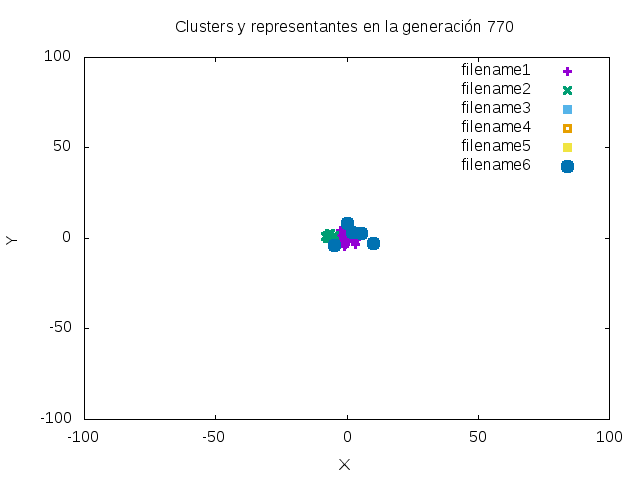 Clusters y representantes en la generación 770
100
50
0
-50
-100
-100
-50
0
50
100
X
Y
filename1
filename2
filename3
filename4
filename5
filename6